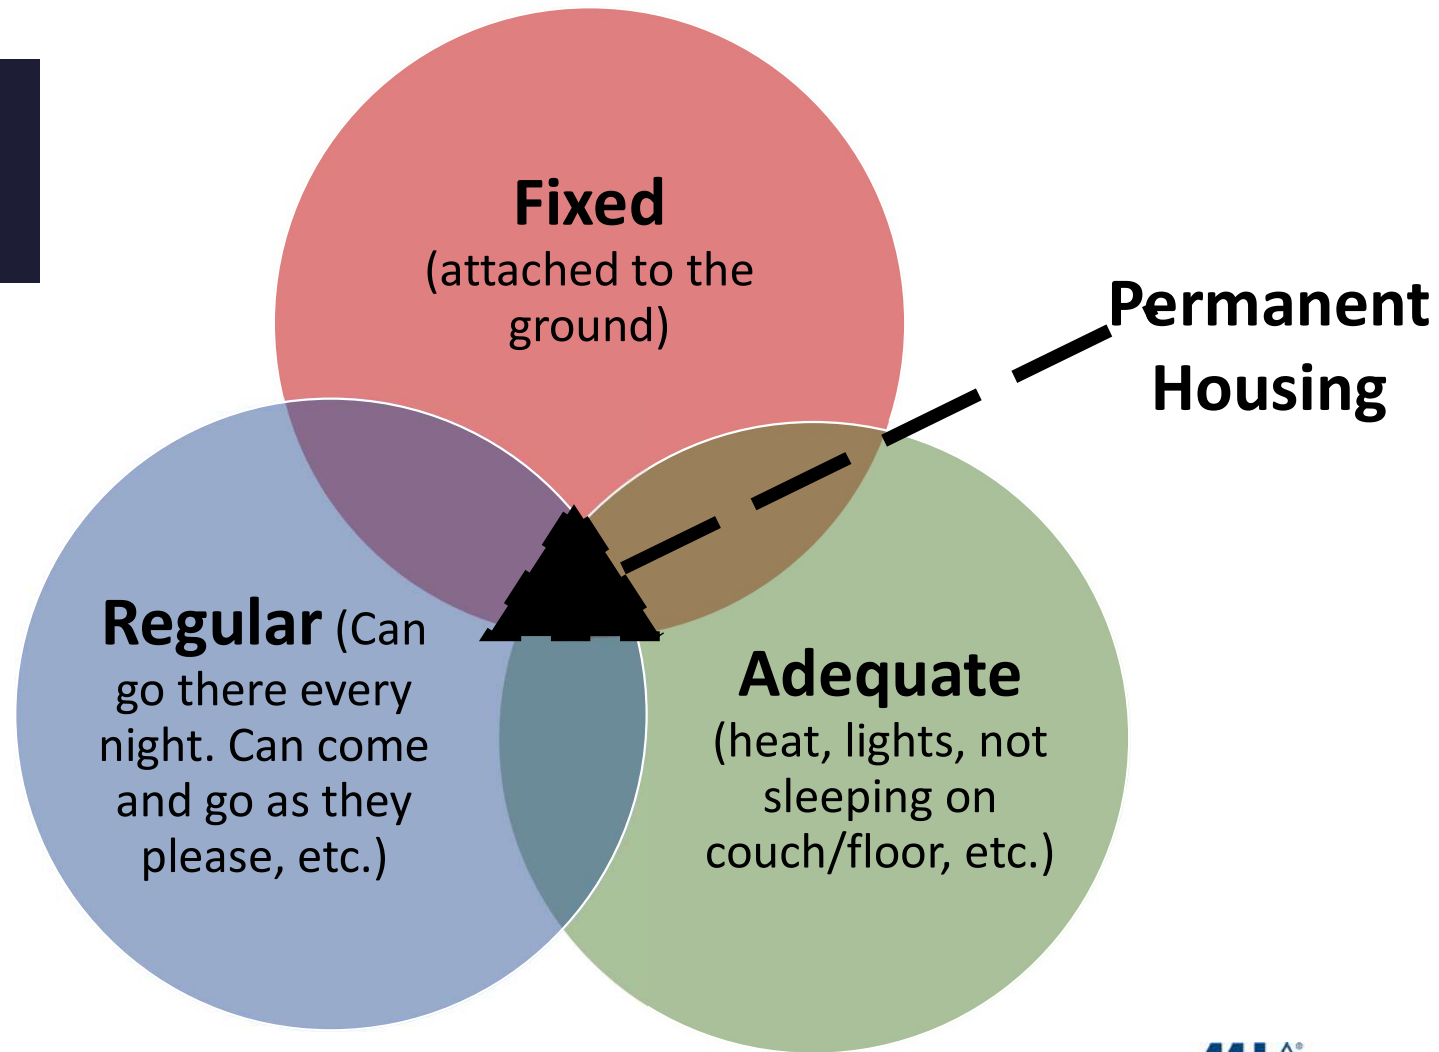 Fixed
(attached to the
ground)
Permanent
Housing
Regular (Can
go there every
night. Can come
and go as they
please, etc.)
Adequate
(heat, lights, not
sleeping on
couch/floor, etc.)